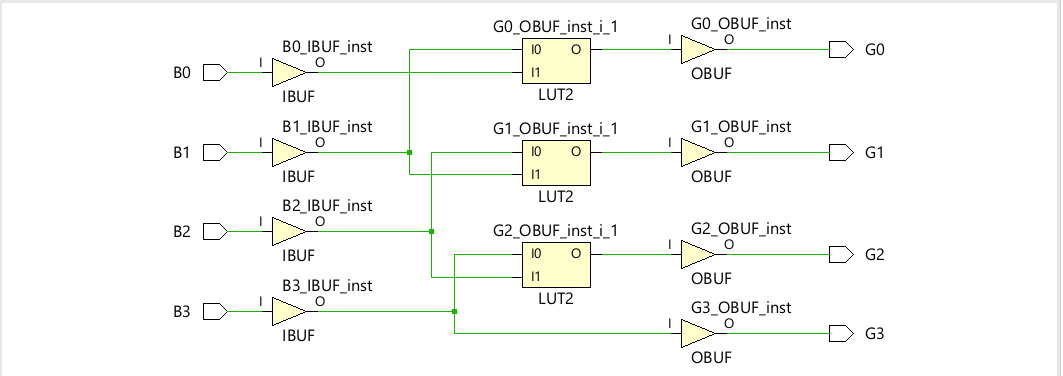 G0_OBUF_inst_i_1
G0_OBUF_inst
B0_IBUF_inst
I0 O
I O
G0
B0
I O
I1
OBUF
IBUF
LUT2
B1_IBUF_inst
G1_OBUF_inst_i_1
G1_OBUF_inst
B1
I O
I0 O
I O
G1
IBUF
I1
OBUF
LUT2
B2_IBUF_inst
B2
I O
G2_OBUF_inst_i_1
G2_OBUF_inst
IBUF
I0 O
I O
G2
I1
OBUF
B3_IBUF_inst
LUT2
B3
I O
G3_OBUF_inst
IBUF
I O
G3
OBUF